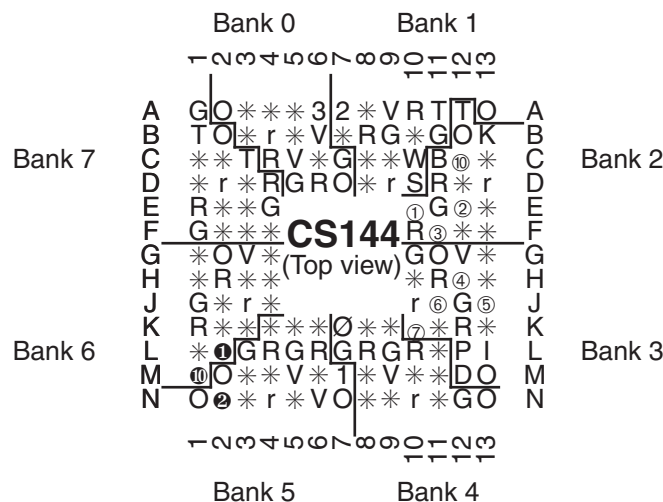 Bank 0 Bank 1
1 2 3 4 5 6 7 8 9 10 11 12 13
A G O ✳ ✳ ✳ 3 2 ✳ V R T T O A
B T O ✳ r ✳ V ✳ R G ✳ G O K B
Bank 7 C ✳ ✳ T R V ✳ G ✳ ✳ W B ⑩ ✳ C Bank 2
D ✳ r ✳ R G R O ✳ r S R ✳ r D
E R ✳ ✳ G ① G ② ✳ E
F G ✳ ✳ ✳ CS144 R ③ ✳ ✳ F
G ✳ O V ✳ (Top view) G O V ✳ G
H ✳ R ✳ ✳ ✳ R ④ ✳ H
J G ✳ r ✳ r ⑥ G ⑤ J
K R ✳ ✳ ✳ ✳ ✳ Ø ✳ ✳ ⑦ ✳ R ✳ K
Bank 6 L ✳ ❶ G R G R G R G R ✳ P I L Bank 3
M ❿ O ✳ ✳ V ✳ 1 ✳ V ✳ ✳ D O M
N O ❷ ✳ r ✳ V O ✳ ✳ r ✳ G O N
1 2 3 4 5 6 7 8 9 10 11 12 13
Bank 5 Bank 4